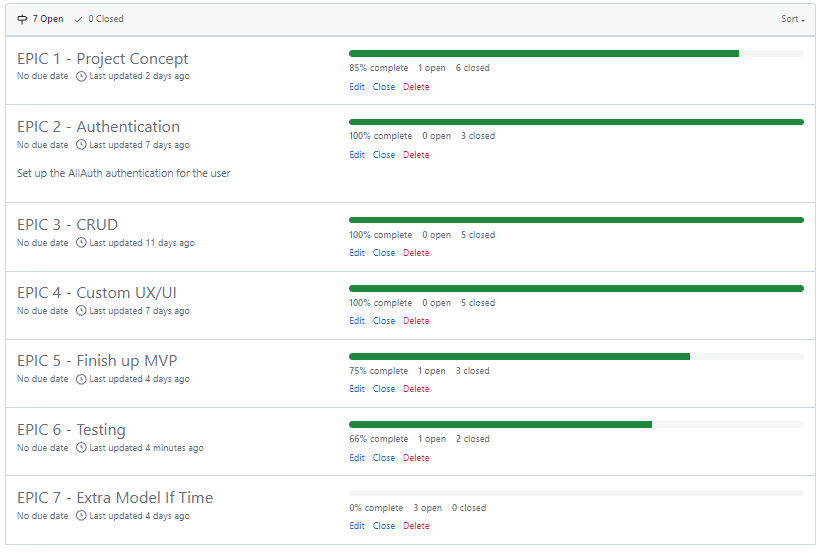 7 Open 0 Closed Sort
EPIC 1 - Project Concept
No due date Last updated 2 days ago
85% complete 1 open 6 closed
Edit Close Delete
EPIC 2 - Authentication
No due date Last updated 7 days ago
Set up the AllAuth authentication for the user
100% complete 0 open 3 closed
Edit Close Delete
EPIC 3 - CRUD
No due date Last updated 11 days ago
100% complete 0 open 5 closed
Edit Close Delete
EPIC 4 - Custom UX/UI
No due date Last updated 7 days ago
100% complete 0 open 5 closed
Edit Close Delete
EPIC 5 - Finish up MVP
No due date Last updated 4 days ago
75% complete 1 open 3 closed
Edit Close Delete
EPIC 6 - Testing
No due date Last updated 4 minutes ago
66% complete 1 open 2 closed
Edit Close Delete
EPIC 7 - Extra Model If Time
No due date Last updated 4 days ago
0% complete 3 open 0 closed
Edit Close Delete